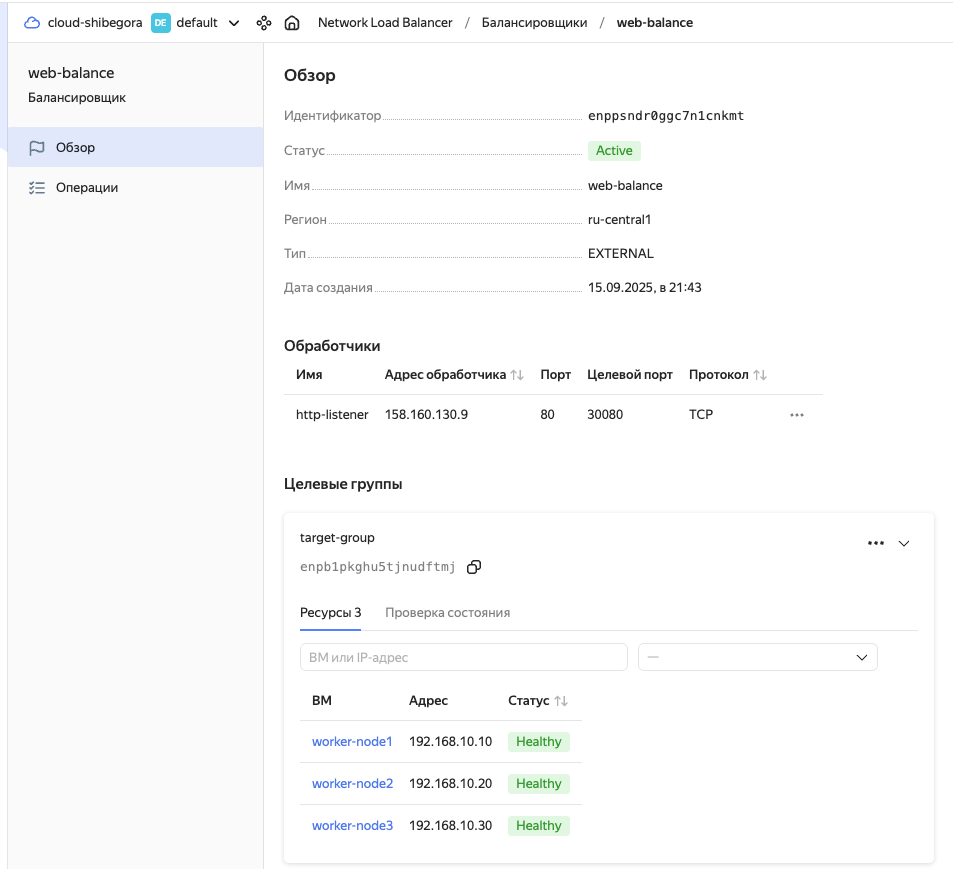 cloud-shibegora DE default Network Load Balancer / Балансировщики / web-balance
web-balance
Балансировщик
Обзор
Операции
Обзор
Идентификатор enppsndr0ggc7n1cnkmt
Статус Active
Имя web-balance
Регион ru-central1
Тип EXTERNAL
Дата создания 15.09.2025, в 21:43
Обработчики
Имя Адрес обработчика Порт Целевой порт Протокол
http-listener 158.160.130.9 80 30080 TCP
Целевые группы
target-group
enpb1pkghu5tjnudftmj
Ресурсы 3 Проверка состояния
ВМ или IP-адрес —
ВМ Адрес Статус
worker-node1 192.168.10.10 Healthy
worker-node2 192.168.10.20 Healthy
worker-node3 192.168.10.30 Healthy